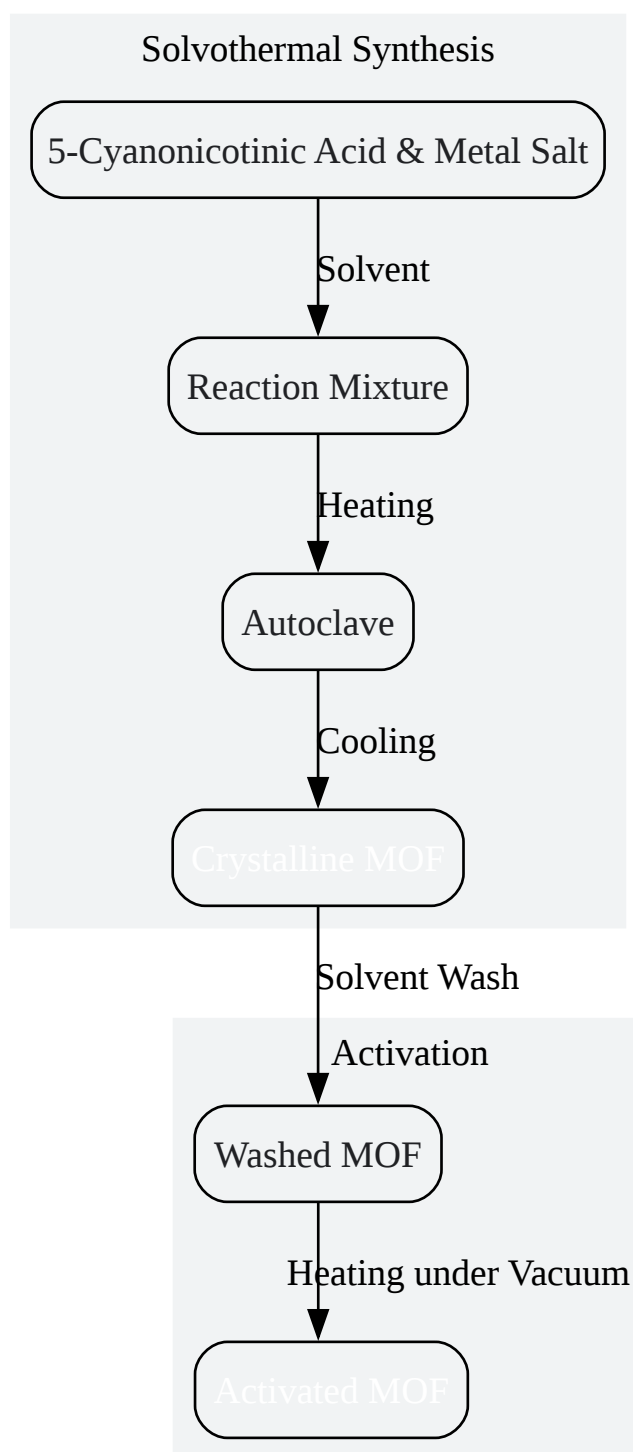 Solvothermal Synthesis
5-Cyanonicotinic Acid & Metal Salt
Solvent
Reaction Mixture
Heating
Autoclave
Cooling
Crystalline MOF
Solvent Wash
Activation
Washed MOF
Heating under Vacuum
Activated MOF